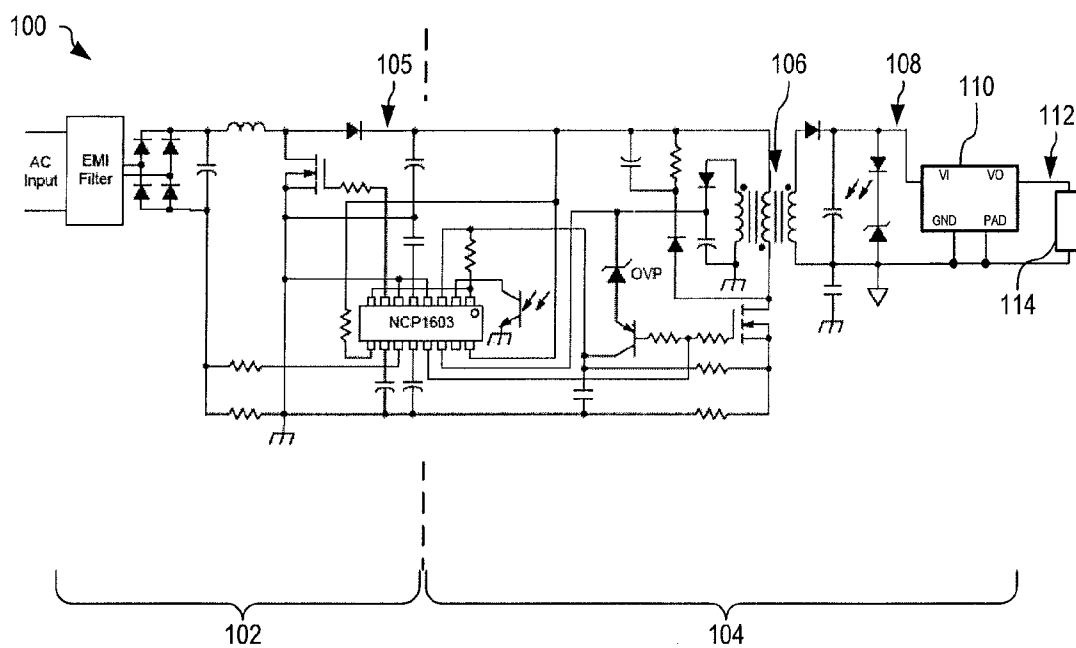 100
105
106
108
110
112
AC
Input
EMI
Filter
VI
VO
GND
PAD
114
OVP
NCP1603
102
104